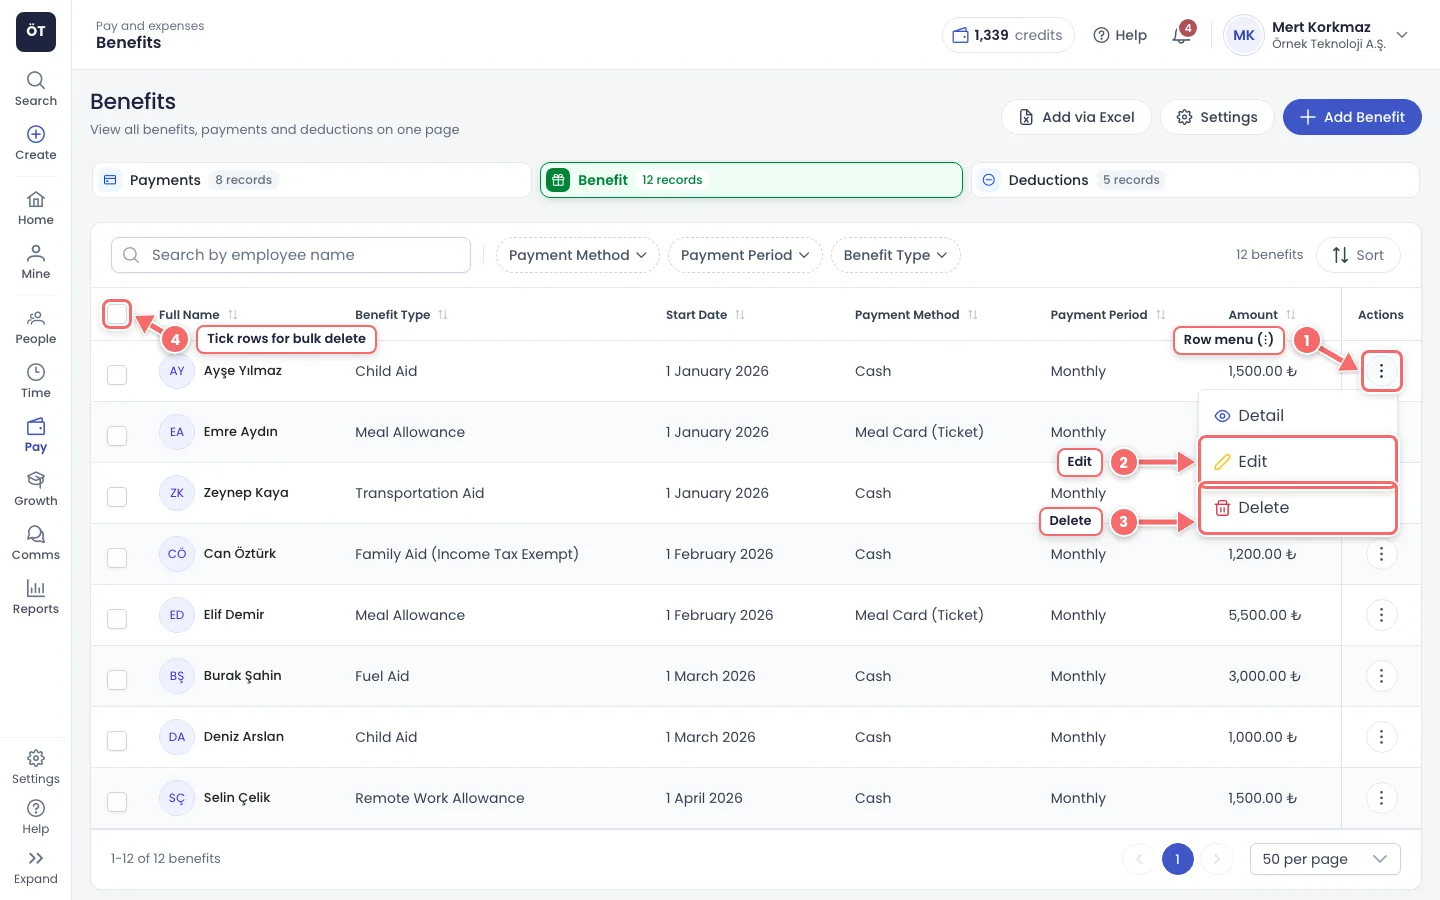 ÖT
Search
Create
Home
Mine
People
Time
Pay
Growth
Comms
Reports
Settings
Help
Expand
Pay and expenses
Benefits
1,339 credits
Help
4
MK
Mert Korkmaz
Örnek Teknoloji A.Ş.
Benefits
View all benefits, payments and deductions on one page
Add via Excel
Settings
Add Benefit
Payments 8 records
Benefit 12 records
Deductions 5 records
Search by employee name
Payment Method
Payment Period
Benefit Type
12 benefits
Sort
Full Name Benefit Type Start Date Payment Method Payment Period Amount Actions
4 Tick rows for bulk delete
Row menu (⋮) 1
AY Ayşe Yılmaz Child Aid 1 January 2026 Cash Monthly 1,500.00 ₺
Detail
EA Emre Aydın Meal Allowance 1 January 2026 Meal Card (Ticket) Monthly
Edit 2 Edit
ZK Zeynep Kaya Transportation Aid 1 January 2026 Cash Monthly
Delete 3 Delete
CÖ Can Öztürk Family Aid (Income Tax Exempt) 1 February 2026 Cash Monthly 1,200.00 ₺
ED Elif Demir Meal Allowance 1 February 2026 Meal Card (Ticket) Monthly 5,500.00 ₺
BŞ Burak Şahin Fuel Aid 1 March 2026 Cash Monthly 3,000.00 ₺
DA Deniz Arslan Child Aid 1 March 2026 Cash Monthly 1,000.00 ₺
SÇ Selin Çelik Remote Work Allowance 1 April 2026 Cash Monthly 1,500.00 ₺
1-12 of 12 benefits
1
50 per page